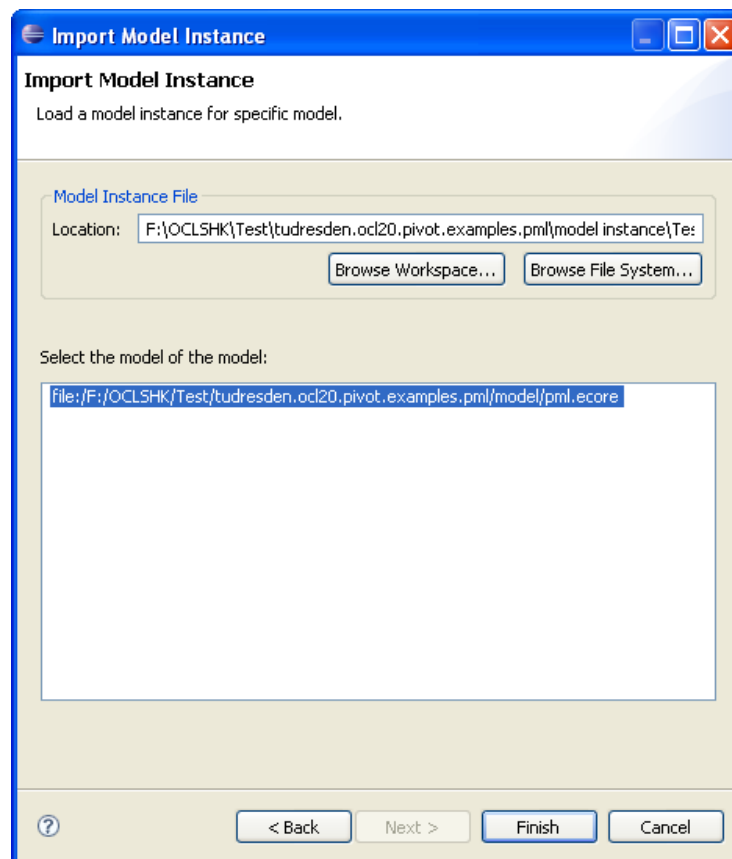 Import Model Instance
Import Model Instance
Load a model instance for specific model.
Model Instance File
Location: F:\OCLSHK\Test\tudresden.ocl20.pivot.examples.pml\model instance\Tes
Browse Workspace... Browse File System...
Select the model of the model:
file:/F:/OCLSHK/Test/tudresden.ocl20.pivot.examples.pml/model/pml.ecore
? < Back Next > Finish Cancel